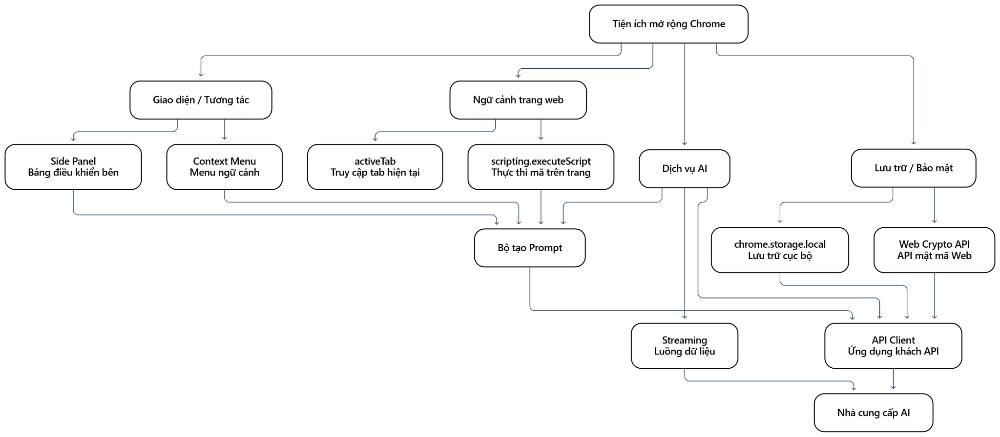 Tiện ích mở rộng Chrome
Giao diện / Tương tác
Ngữ cảnh trang web
Side Panel
Bảng điều khiển bên
Context Menu
Menu ngữ cảnh
activeTab
Truy cập tab hiện tại
scripting.executeScript
Thực thi mã trên trang
Dịch vụ AI
Lưu trữ / Bảo mật
Bộ tạo Prompt
chrome.storage.local
Lưu trữ cục bộ
Web Crypto API
API mật mã Web
Streaming
Luồng dữ liệu
API Client
Ứng dụng khách API
Nhà cung cấp AI